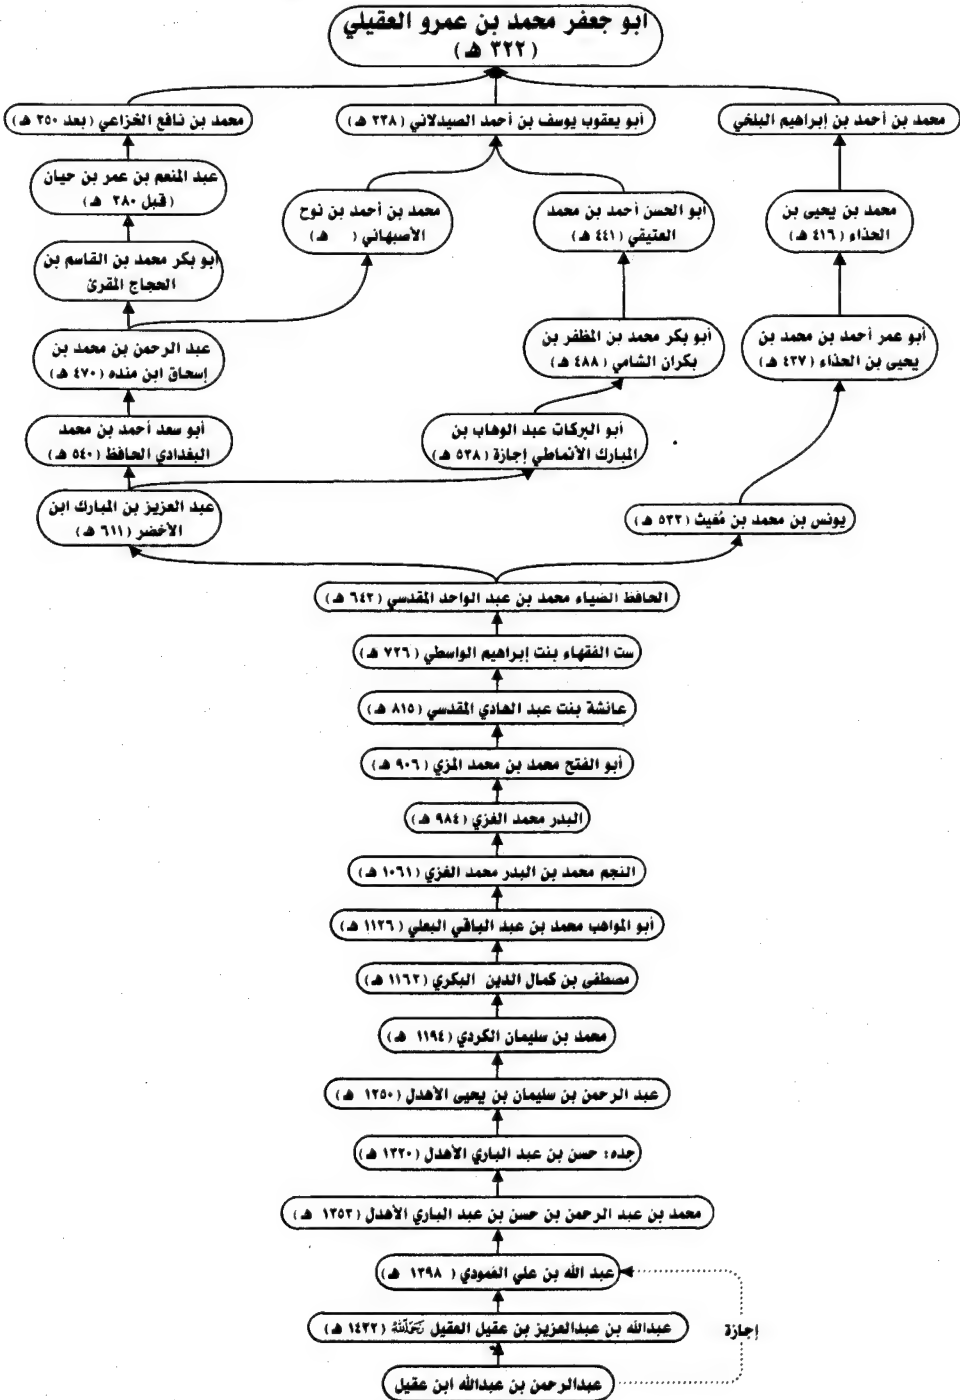 ابو جعفر محمد بن عمرو العقيلي
(٣٢٢ هـ)
محمد بن أحمد بن إبراهيم البلخي
أبو يعقوب يوسف بن أحمد الصيدلاني (٣٣٨ هـ)
محمد بن نافع الخزاعي (بعد ٣٥٠ هـ)
عبد المنعم بن عمر بن حيان
(قبل ٣٨٠ هـ)
محمد بن يحيى بن
الحذاء (٤١٦ هـ)
أبو الحسن أحمد بن محمد
العتيقي (٤٤١ هـ)
محمد بن أحمد بن نوح
الأصبهاني ( هـ)
أبو بكر محمد بن القاسم بن
الحجاج المقرئ
أبو عمر أحمد بن محمد بن
يحيى بن الحذاء (٤٣٧ هـ)
أبو بكر محمد بن المظفر بن
بكران الشامي (٤٨٨ هـ)
عبد الرحمن بن محمد بن
إسحاق ابن منده (٤٧٠ هـ)
أبو البركات عبد الوهاب بن
المبارك الأنماطي إجازة (٥٣٨ هـ)
أبو سعد أحمد بن محمد
البغدادي الحافظ (٥٤٠ هـ)
يونس بن محمد بن مُغيث (٥٣٢ هـ)
عبد العزيز بن المبارك ابن
الأخضر (٦١١ هـ)
الحافظ الضياء محمد بن عبد الواحد المقدسي (٦٤٣ هـ)
ست الفقهاء بنت إبراهيم الواسطي (٧٢٦ هـ)
عائشة بنت عبد الهادي المقدسي (٨١٥ هـ)
أبو الفتح محمد بن محمد المزي (٩٠٦ هـ)
البدر محمد الغزي (٩٨٤ هـ)
النجم محمد بن البدر محمد الغزي (١٠٦١ هـ)
أبو المواهب محمد بن عبد الباقي البعلي (١١٢٦ هـ)
مصطفى بن كمال الدين البكري (١١٦٢ هـ)
محمد بن سليمان الكردي (١١٩٤ هـ)
عبد الرحمن بن سليمان بن يحيى الأهدل (١٢٥٠ هـ)
جده: حسن بن عبد الباري الأهدل (١٣٢٠ هـ)
محمد بن عبد الرحمن بن حسن بن عبد الباري الأهدل (١٣٥٣ هـ)
عبد الله بن علي العمودي (١٣٩٨ هـ)
عبدالله بن عبدالعزيز بن عقيل العقيل رَحِمَهُ اللَّهُ (١٤٣٢ هـ)
إجازة
عبدالرحمن بن عبدالله ابن عقيل